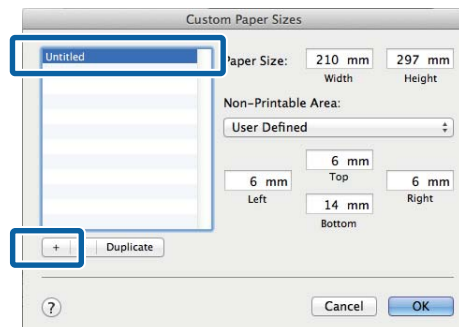 Custom Paper Sizes
Untitled
Paper Size: 210 mm 297 mm
Width Height
Non-Printable Area:
User Defined
6 mm
Top
6 mm 6 mm
Left Right
14 mm
Bottom
+ Duplicate
? Cancel OK